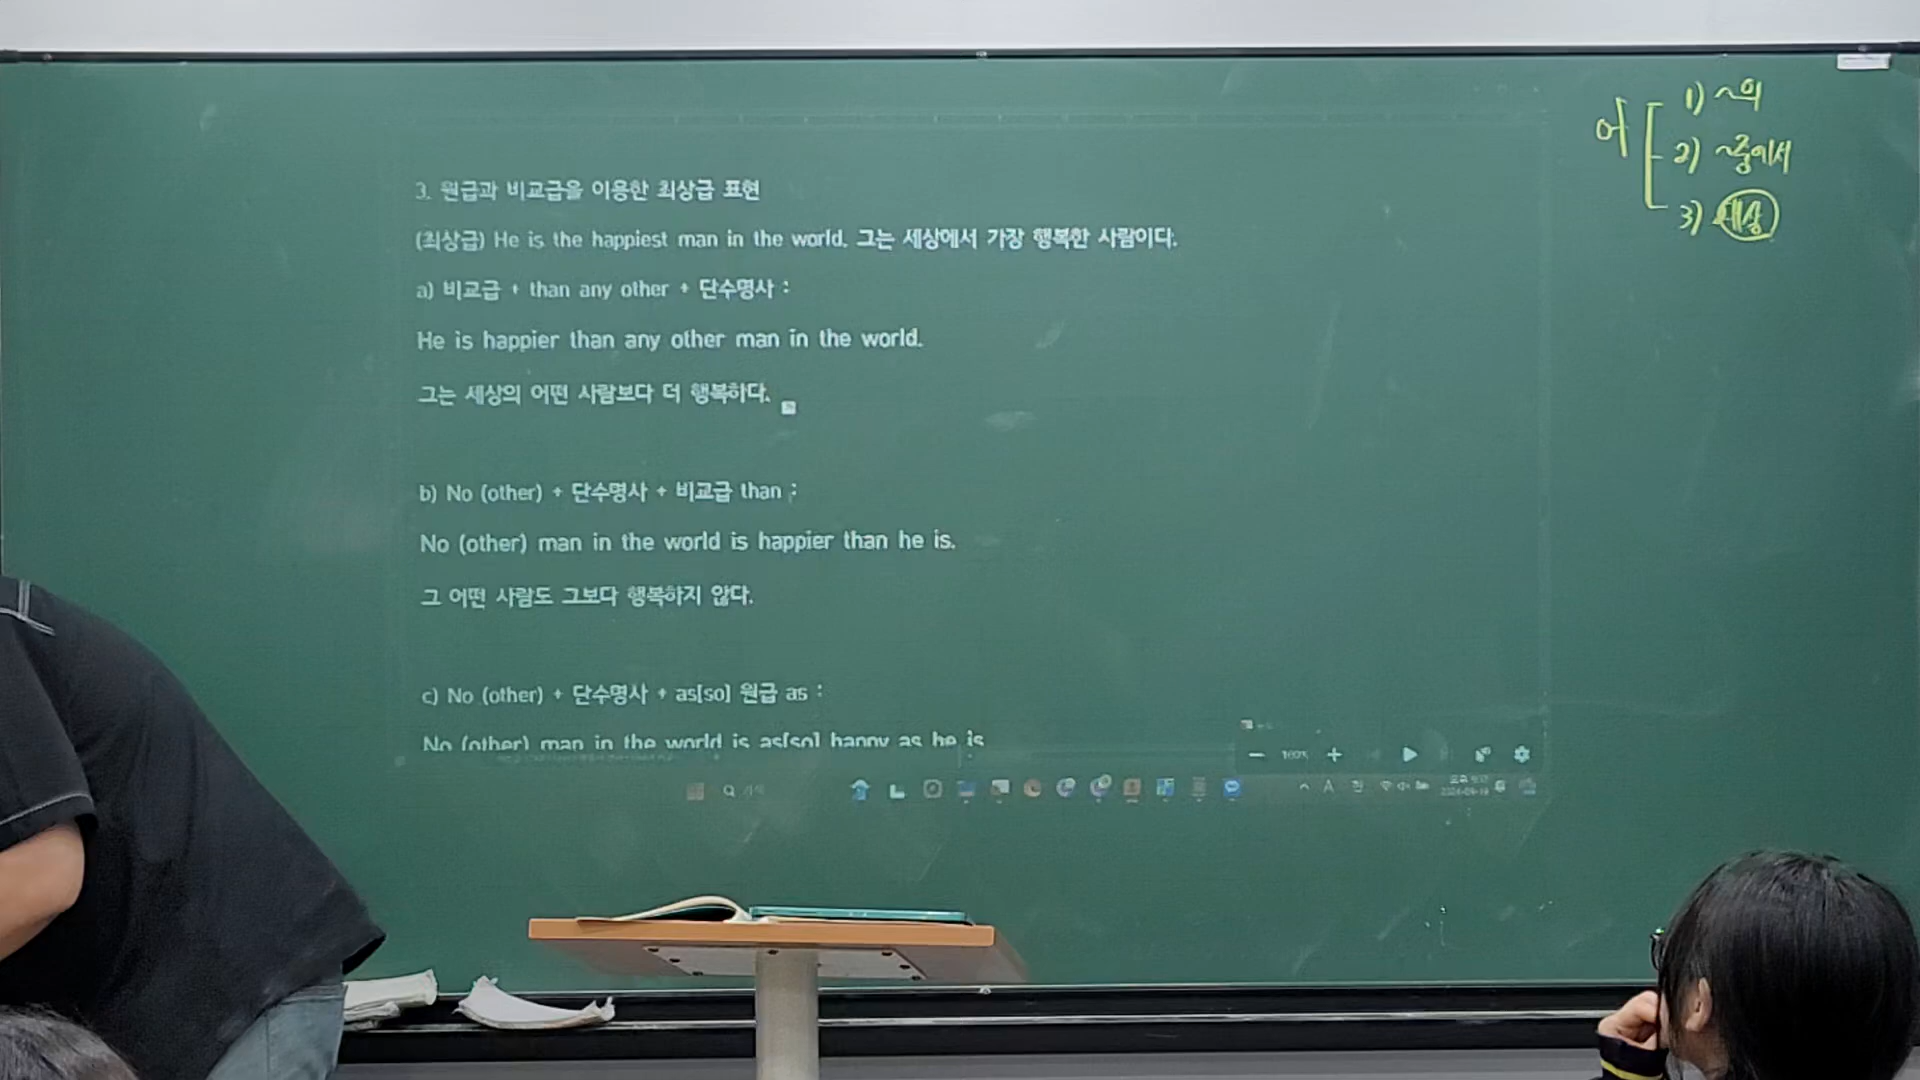 3. 원급과 비교급을 이용한 최상급 표현
(최상급) He is the happiest man in the world. 그는 세상에서 가장 행복한 사람이다.
a) 비교급 + than any other + 단수명사 :
He is happier than any other man in the world.
그는 세상의 어떤 사람보다 더 행복하다.
b) No (other) + 단수명사 + 비교급 than :
No (other) man in the world is happier than he is.
그 어떤 사람도 그보다 행복하지 않다.
c) No (other) + 단수명사 + as[so] 원급 as :
No (other) man in the world is as[so] happy as he is
1) ~의
2) ~중에서
3) 세상
160%
A 한